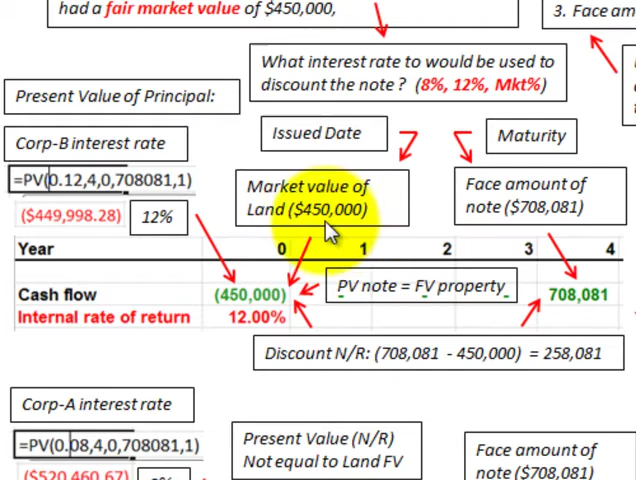 had a fair market value of $450,000,
3. Face am
What interest rate to would be used to
discount the note ? (8%, 12%, Mkt%)
Present Value of Principal:
Issued Date
Maturity
Corp-B interest rate
=PV(0.12,4,0,708081,1)
($449,998.28) 12%
Market value of
Land ($450,000)
Face amount of
note ($708,081)
Year 0 1 2 3 4
PV note = FV property
Cash flow (450,000) - - - 708,081
Internal rate of return 12.00%
Discount N/R: (708,081 - 450,000) = 258,081
Corp-A interest rate
=PV(0.08,4,0,708081,1)
($520,460.67)
Present Value (N/R)
Not equal to Land FV
Face amount of
note ($708,081)